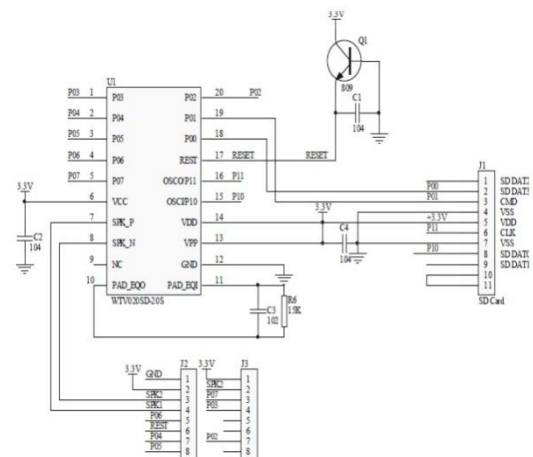 3.3V
Q1
809
C1
104
U1
P03 1 P03 P02 20 P02
P04 2 P04 P01 19
P05 3 P05 P00 18
P06 4 P06 REST 17 RESET RESET
P07 5 P07 OSCO/P11 16 P11
3.3V 6 VCC OSCI/P10 15 P10
7 SPK_P VDD 14 3.3V
8 SPK_N VPP 13
9 NC GND 12
10 PAD_EQO PAD_EQI 11
WTV020SD-20S
C2
104
C4
104
C3
102
R6
15K
J1
1 SD DAT2
P00 2 SD DAT3
P01 3 CMD
4 VSS
+3.3V 5 VDD
P11 6 CLK
7 VSS
P10 8 SD DAT0
9 SD DAT1
10
11
SD Card
J2
3.3V
GND 1
2
SPK2 3
SPK1 4
P06 5
REST 6
P04 7
P05 8
J3
3.3V
1
SPK2 2
P07 3
P03 4
5
6
P02 7
8